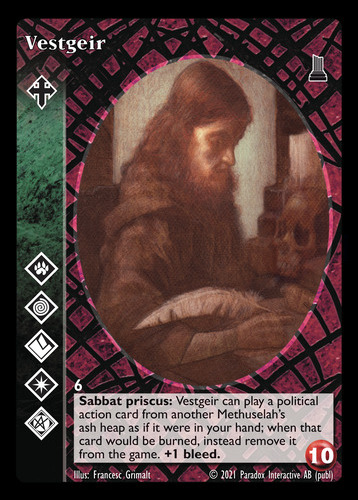 Vestgeir
6
Sabbat priscus: Vestgeir can play a political
action card from another Methuselah's
ash heap as if it were in your hand; when that
card would be burned, instead remove it
from the game. +1 bleed.
10
Illus: Francesc Grimalt © 2021 Paradox Interactive AB (publ)